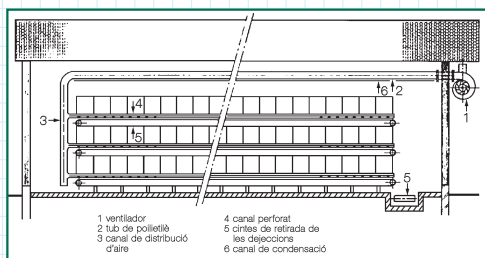 4
6
2
3
5
1
5
1 ventilador
2 tub de polietilè
3 canal de distribució
d'aire
4 canal perforat
5 cintes de retirada de
les dejeccions
6 canal de condensació